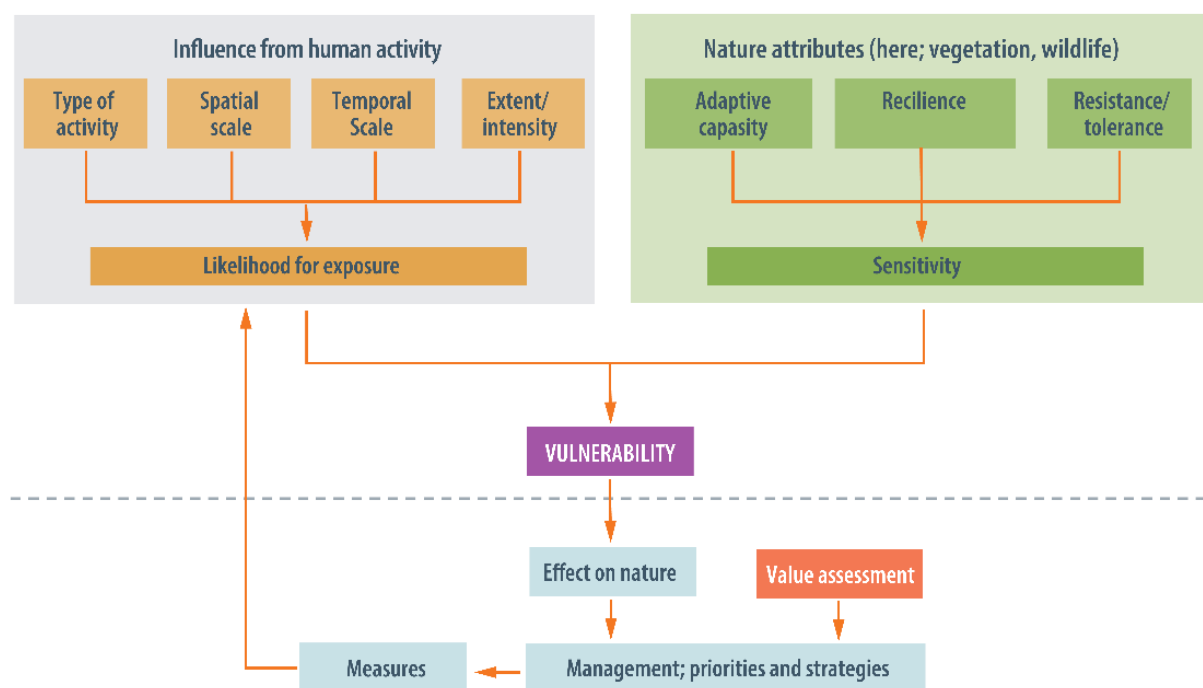 Influence from human activity
Type of
activity
Spatial
scale
Temporal
Scale
Extent/
intensity
Likelihood for exposure
Nature attributes (here; vegetation, wildlife)
Adaptive
capasity
Recilience
Resistance/
tolerance
Sensitivity
VULNERABILITY
Effect on nature
Value assessment
Measures
Management; priorities and strategies